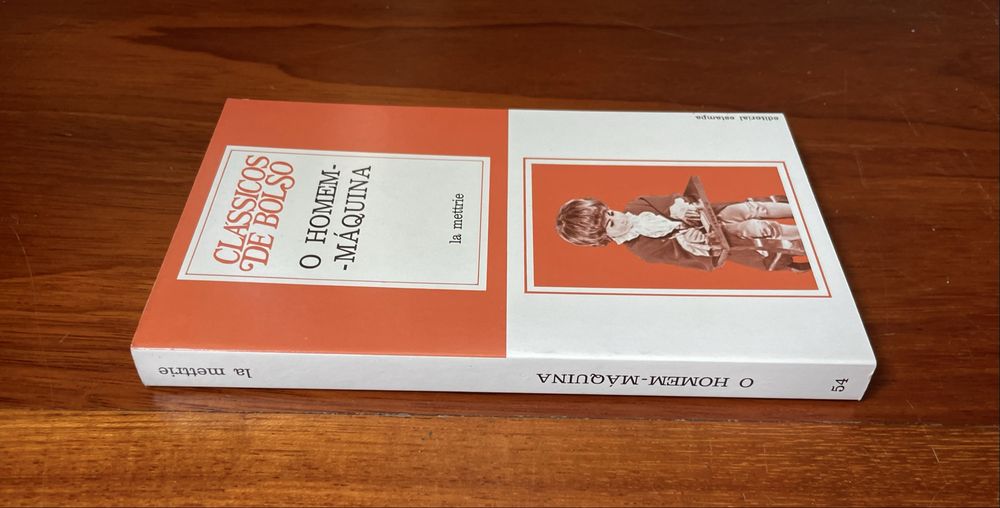 CLÁSSICOS
DE BOLSO
O HOMEM-
-MÁQUINA
la mettrie
editorial estampa
la mettrie
O HOMEM-MÁQUINA
54